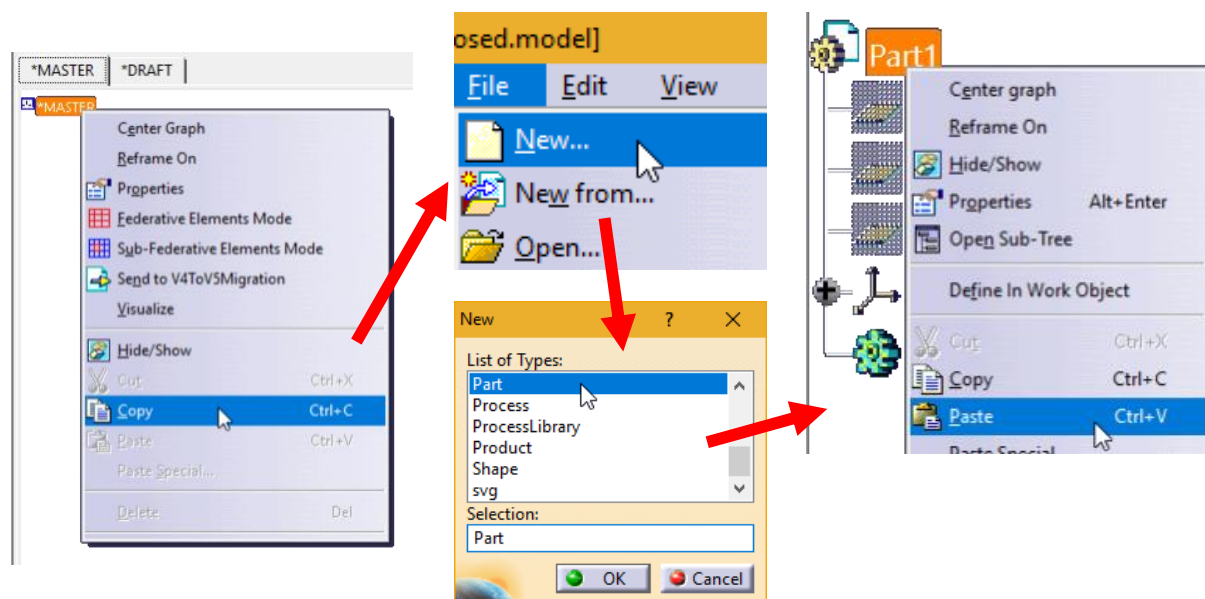 *MASTER *DRAFT
*MASTER
Center Graph
Reframe On
Properties
Federative Elements Mode
Sub-Federative Elements Mode
Send to V4ToV5Migration
Visualize
Hide/Show
Cut Ctrl+X
Copy Ctrl+C
Paste Ctrl+V
Paste Special...
Delete Del
osed.model]
File Edit View
New...
New from...
Open...
New ? ×
List of Types:
Part
Process
ProcessLibrary
Product
Shape
svg
Selection:
Part
OK Cancel
Part1
Center graph
Reframe On
Hide/Show
Properties Alt+Enter
Open Sub-Tree
Define In Work Object
Cut Ctrl+X
Copy Ctrl+C
Paste Ctrl+V
Paste Special